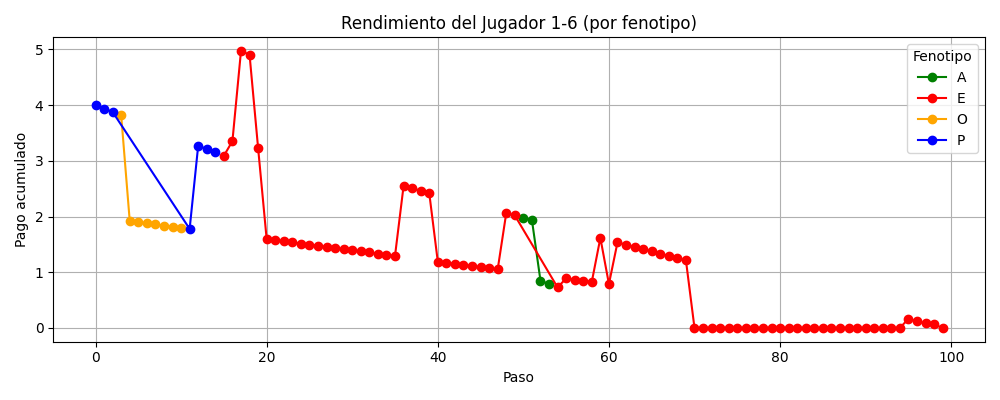 Rendimiento del Jugador 1-6 (por fenotipo)
Pago acumulado
5
4
3
2
1
0
0
20
40
60
80
100
Paso
Fenotipo
A
E
O
P